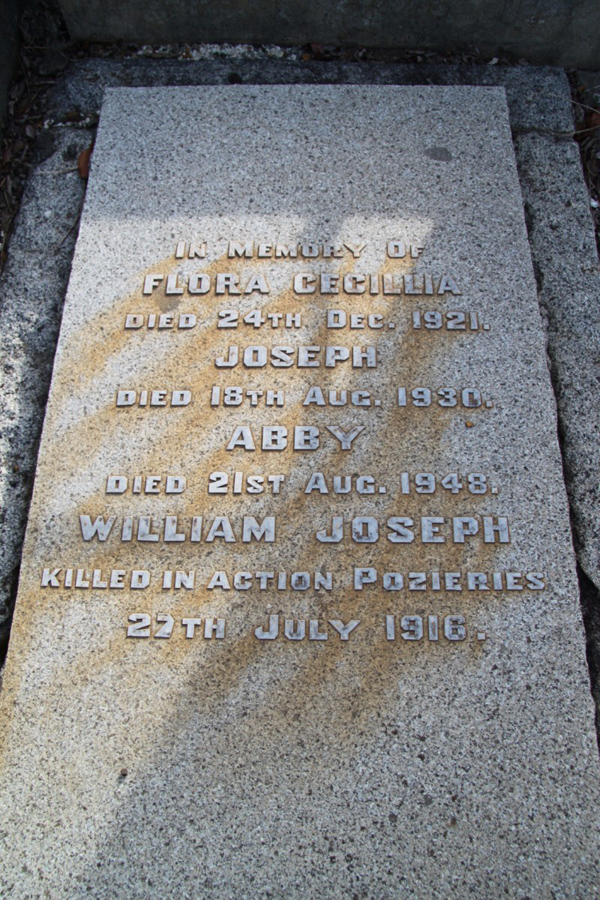 IN MEMORY OF
FLORA CECILLIA
DIED 24TH DEC. 1921.
JOSEPH
DIED 18TH AUG. 1930.
ABBY
DIED 21ST AUG. 1948.
WILLIAM JOSEPH
KILLED IN ACTION POZIERIES
27TH JULY 1916.